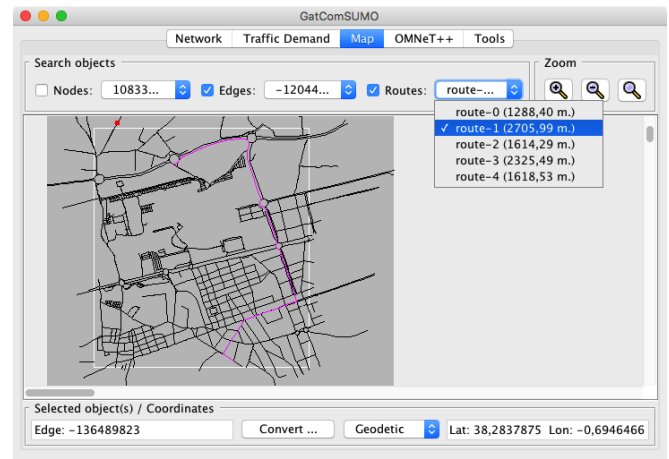 GatComSUMO
Network Traffic Demand Map OMNeT++ Tools
Search objects
Zoom
Nodes: 10833... Edges: -12044... Routes: route-...
route-0 (1288,40 m.)
✓ route-1 (2705,99 m.)
route-2 (1614,29 m.)
route-3 (2325,49 m.)
route-4 (1618,53 m.)
Selected object(s) / Coordinates
Edge: -136489823 Convert ... Geodetic Lat: 38,2837875 Lon: -0,6946466